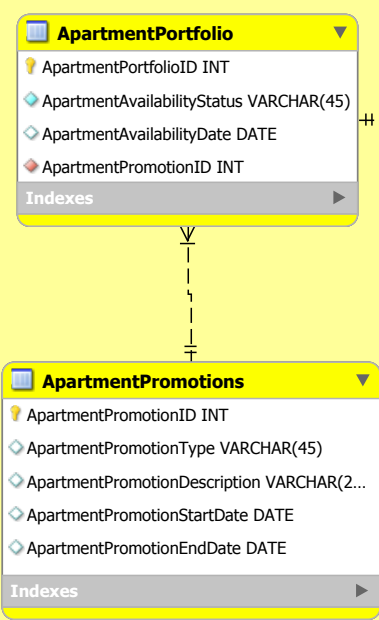 ApartmentPortfolio
ApartmentPortfolioID INT
ApartmentAvailabilityStatus VARCHAR(45)
ApartmentAvailabilityDate DATE
ApartmentPromotionID INT
Indexes
ApartmentPromotions
ApartmentPromotionID INT
ApartmentPromotionType VARCHAR(45)
ApartmentPromotionDescription VARCHAR(2...
ApartmentPromotionStartDate DATE
ApartmentPromotionEndDate DATE
Indexes